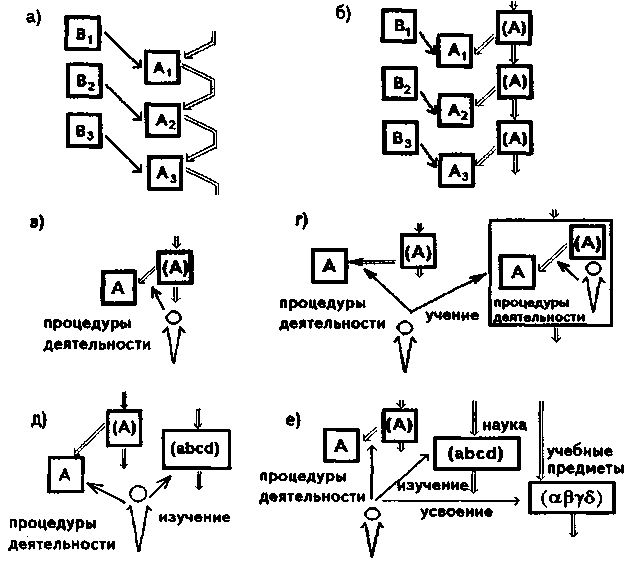 а)
B1
B2
B3
A1
A2
A3
б)
B1
B2
B3
A1
A2
A3
(A)
(A)
(A)
в)
A
(A)
процедуры
деятельности
г)
A
(A)
процедуры
деятельности
учение
A
(A)
процедуры
деятельности
д)
A
(A)
(abcd)
процедуры
деятельности
изучение
е)
A
(A)
наука
(abcd)
процедуры
деятельности
изучение
усвоение
учебные
предметы
(αβγδ)